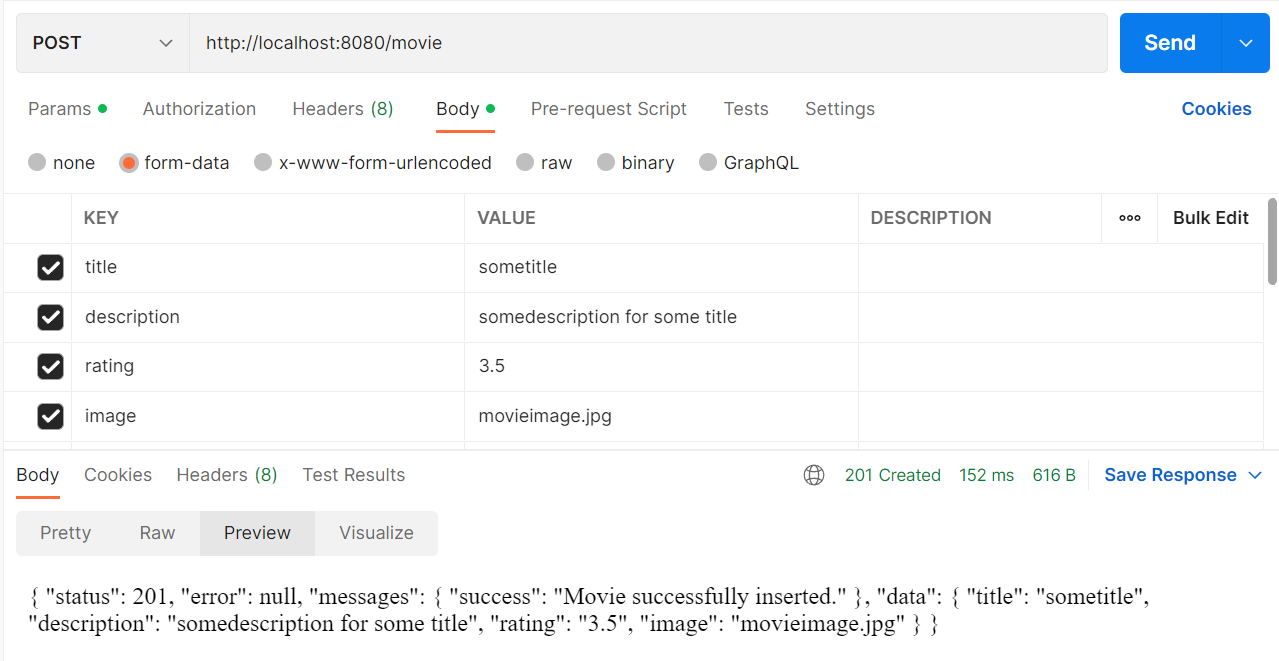 POST http://localhost:8080/movie Send
Params Authorization Headers (8) Body Pre-request Script Tests Settings Cookies
none form-data x-www-form-urlencoded raw binary GraphQL
KEY VALUE DESCRIPTION ooo Bulk Edit
title sometitle
description somedescription for some title
rating 3.5
image movieimage.jpg
Body Cookies Headers (8) Test Results 201 Created 152 ms 616 B Save Response
Pretty Raw Preview Visualize
{ "status": 201, "error": null, "messages": { "success": "Movie successfully inserted." }, "data": { "title": "sometitle",
"description": "somedescription for some title", "rating": "3.5", "image": "movieimage.jpg" } }